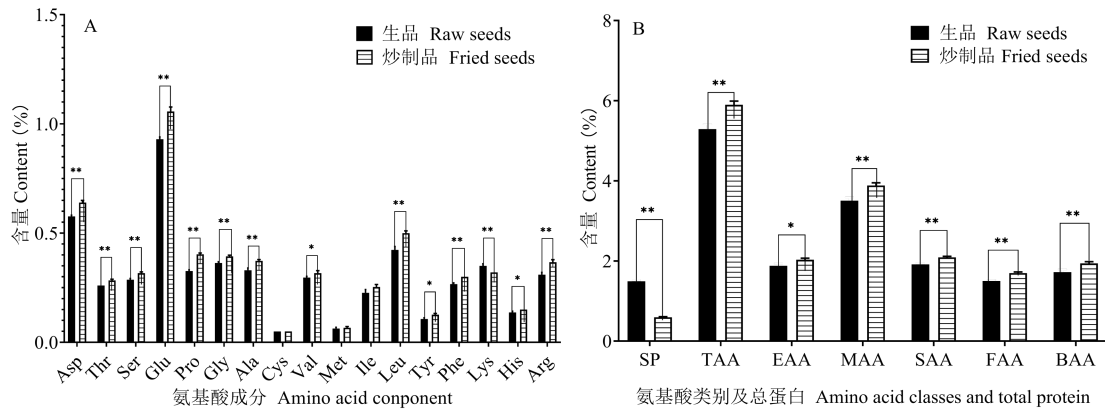 A
生品 Raw seeds
炒制品 Fried seeds
含量 Content (%)
1.5
1.0
0.5
0.0
** ** ** ** ** ** ** * ** * ** ** * **
Asp Thr Ser Glu Pro Gly Ala Cys Val Met Ile Leu Tyr Phe Lys His Arg
氨基酸成分 Amino acid conponent
B
生品 Raw seeds
炒制品 Fried seeds
含量 Content (%)
8
6
4
2
0
** ** * ** ** ** **
SP TAA EAA MAA SAA FAA BAA
氨基酸类别及总蛋白 Amino acid classes and total protein